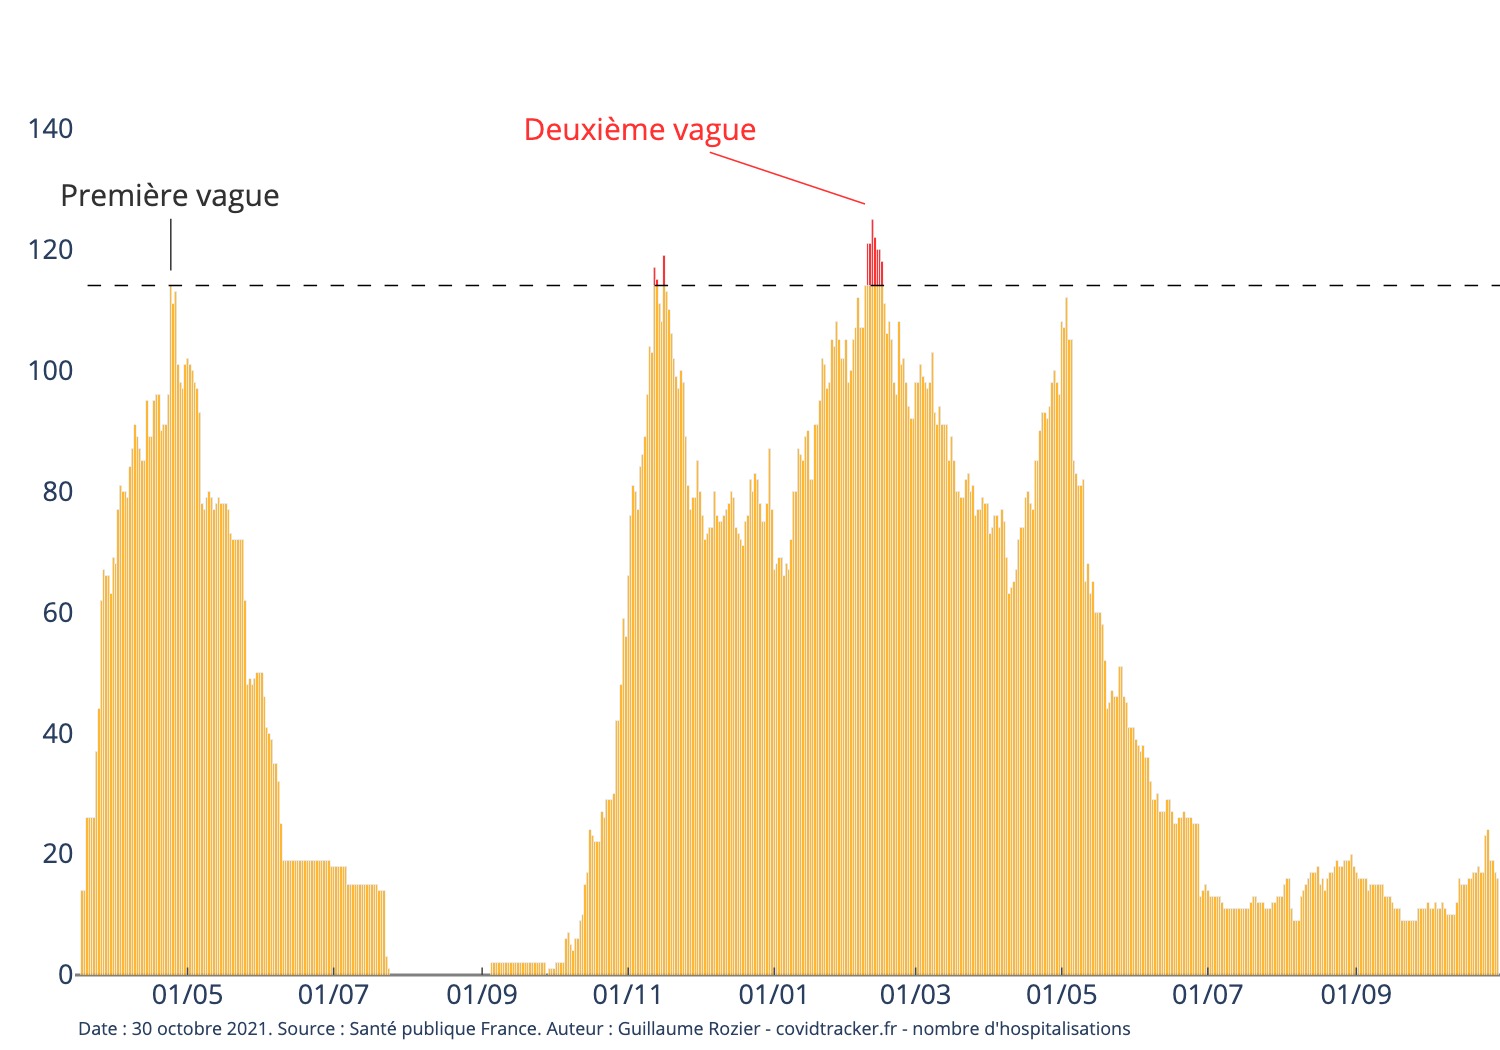 140
Deuxième vague
Première vague
120
100
80
60
40
20
0
01/05 01/07 01/09 01/11 01/01 01/03 01/05 01/07 01/09
Date : 30 octobre 2021. Source : Santé publique France. Auteur : Guillaume Rozier - covidtracker.fr - nombre d'hospitalisations